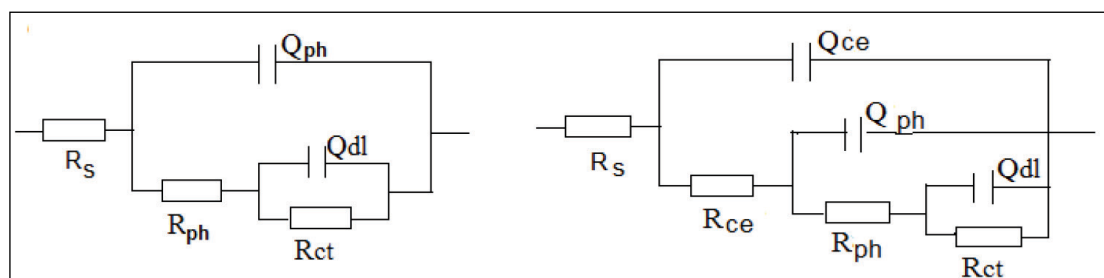 Qph
Qdl
Rs
Rph
Rct
Qce
Q ph
Qdl
Rs
Rce
Rph
Rct